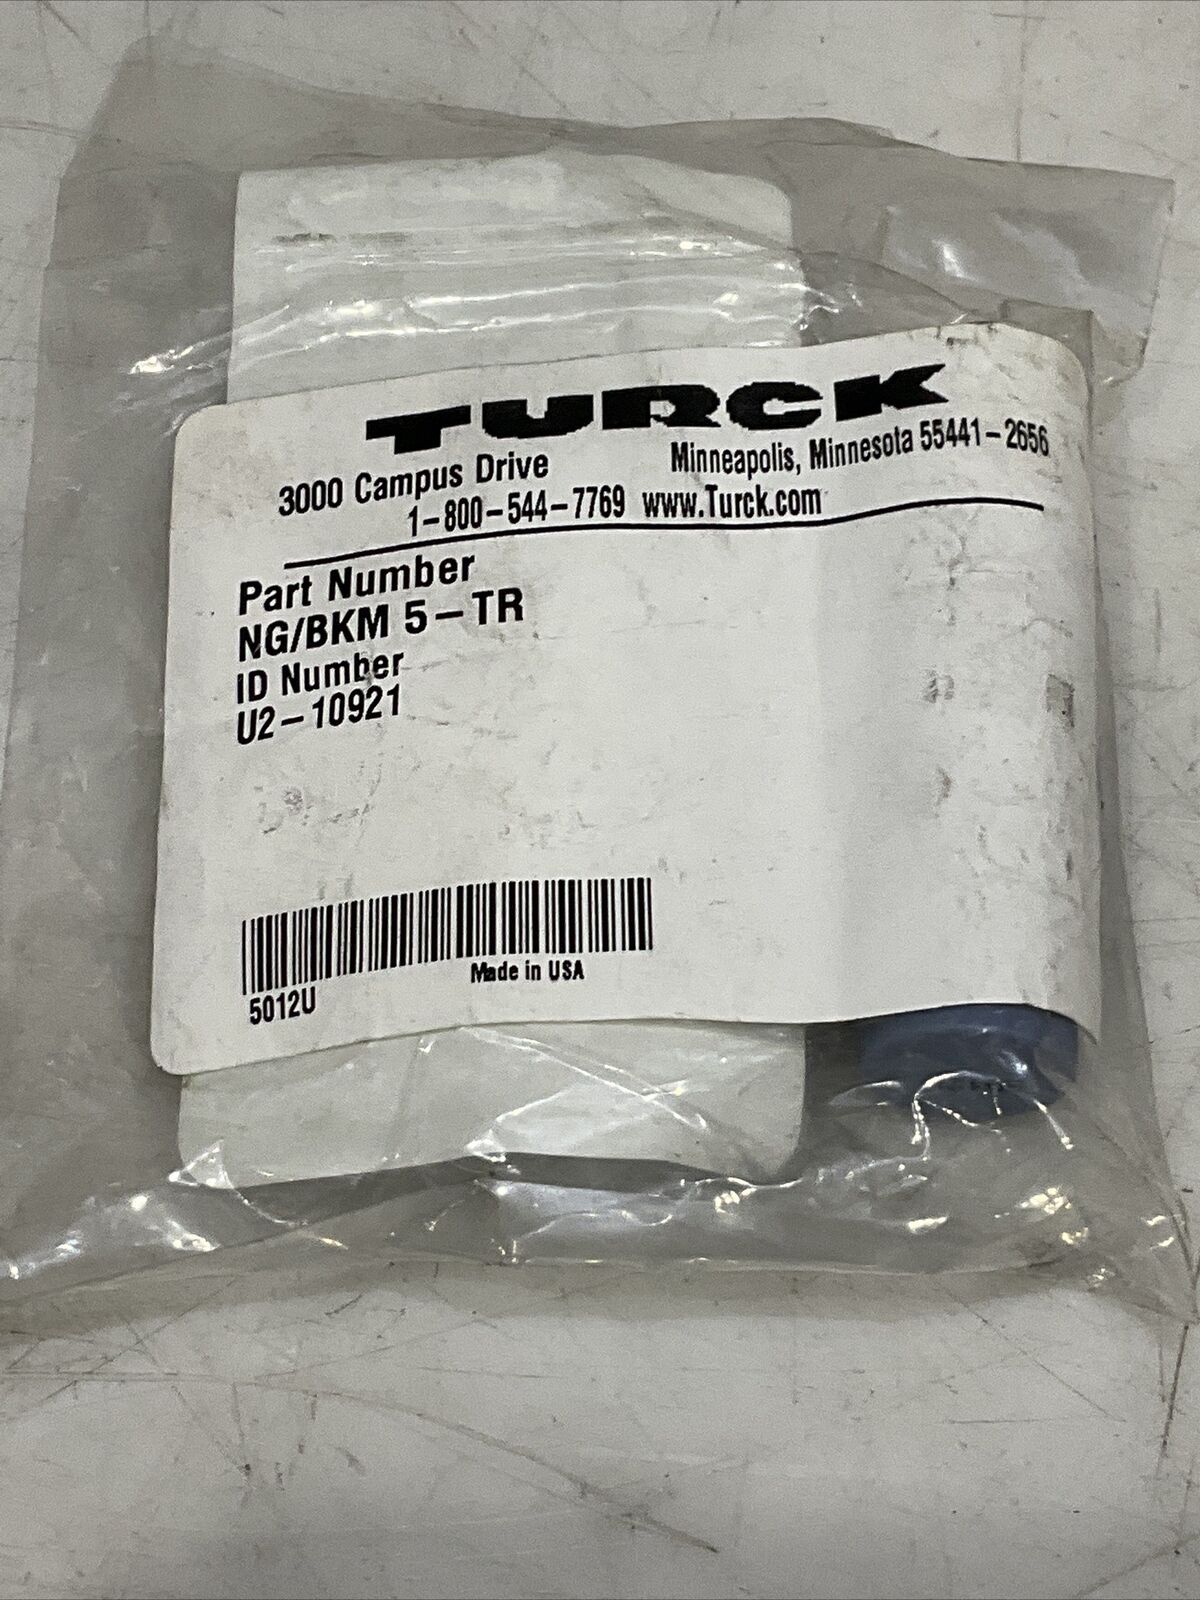 TURCK
3000 Campus Drive Minneapolis, Minnesota 55441-2656
1-800-544-7769 www.Turck.com
Part Number
NG/BKM 5-TR
ID Number
U2-10921
Made in USA
5012U